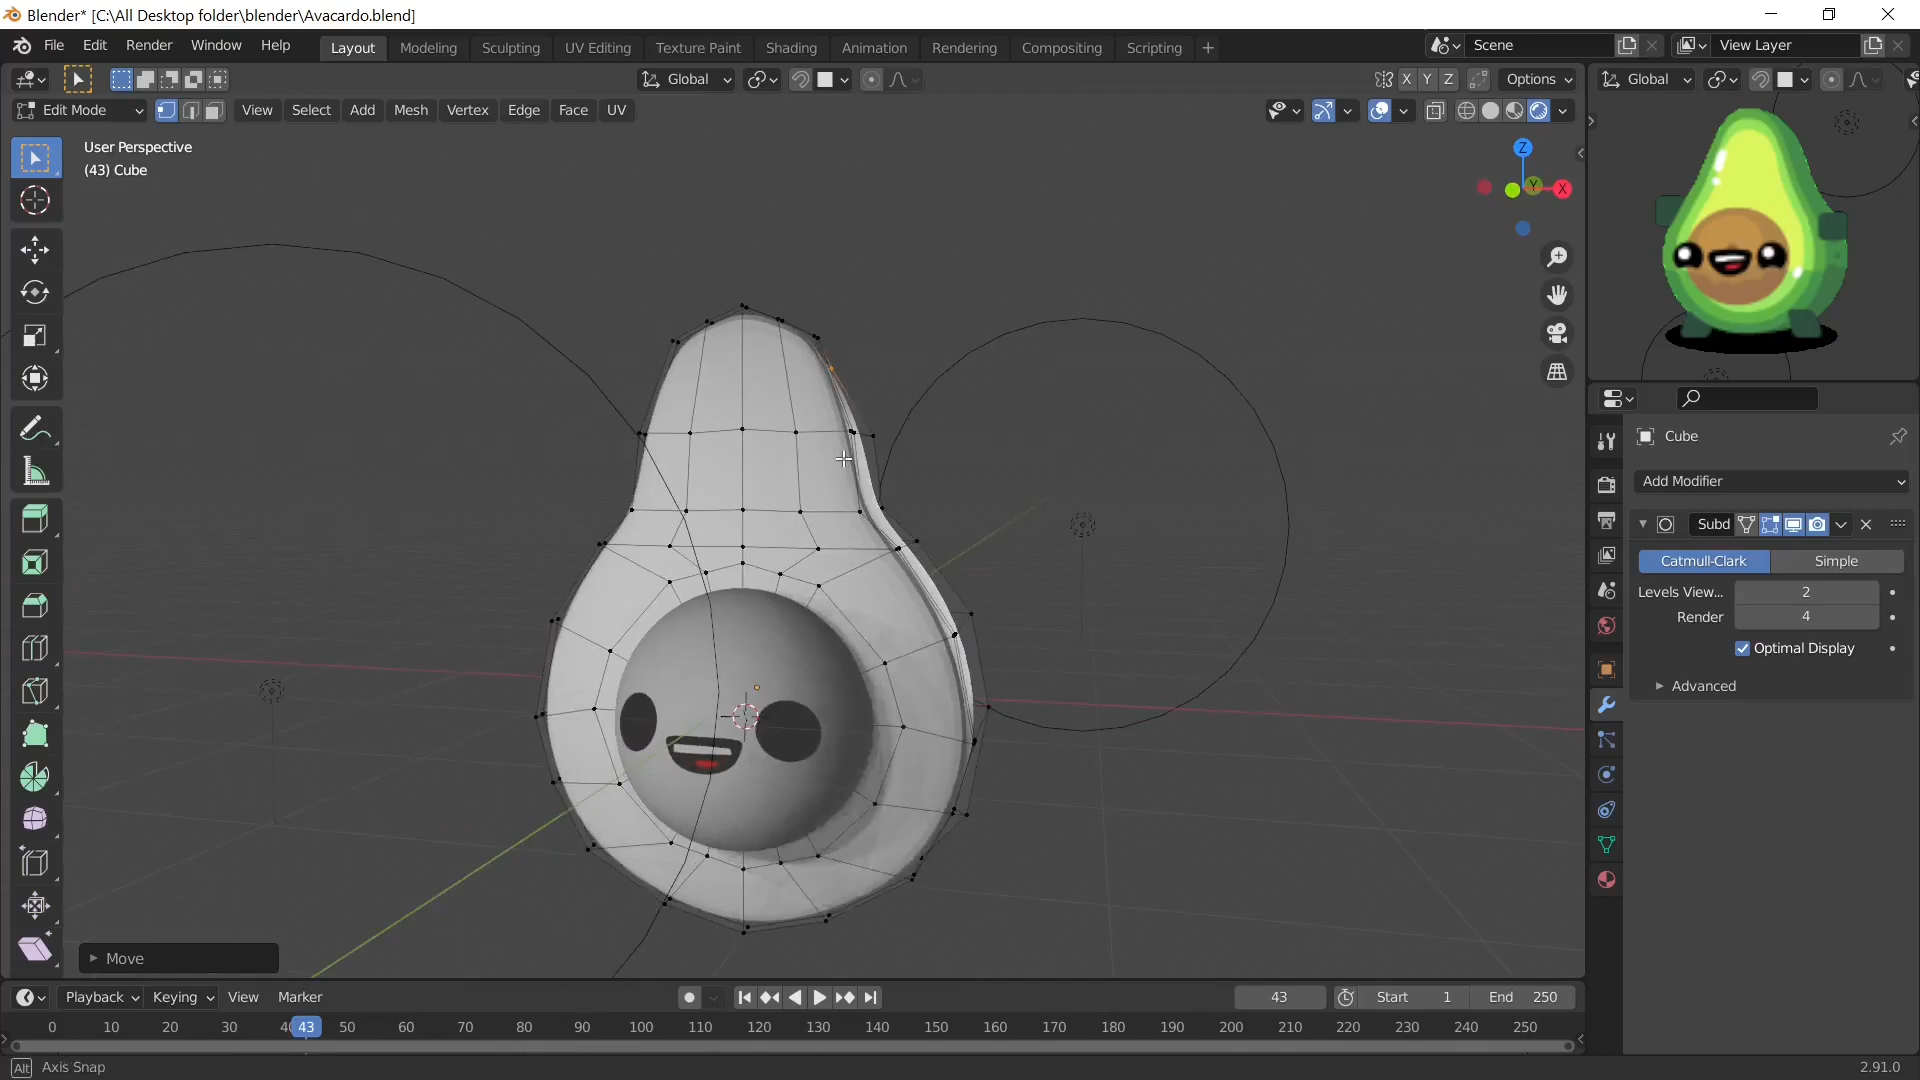 Blender* [C:\All Desktop folder\blender\Avacardo.blend]
File Edit Render Window Help Layout Modeling Sculpting UV Editing Texture Paint Shading Animation Rendering Compositing Scripting + Scene View Layer
Global X Y Z Options Global
Edit Mode View Select Add Mesh Vertex Edge Face UV
User Perspective
(43) Cube
Z
Y X
Cube
Add Modifier
Subd
Catmull-Clark Simple
Levels View... 2
Render 4
Optimal Display
Advanced
Move
Playback Keying View Marker 43 Start 1 End 250
0 10 20 30 40 43 50 60 70 80 90 100 110 120 130 140 150 160 170 180 190 200 210 220 230 240 250
Alt Axis Snap 2.91.0